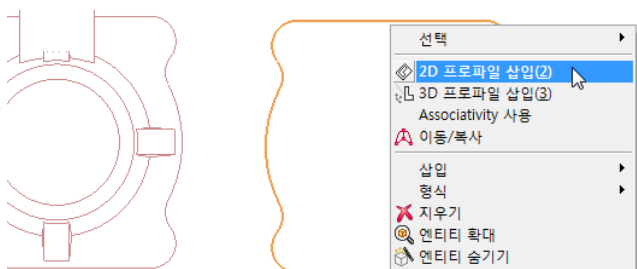 선택
2D 프로파일 삽입(2)
3D 프로파일 삽입(3)
Associativity 사용
이동/복사
삽입
형식
지우기
엔티티 확대
엔티티 숨기기